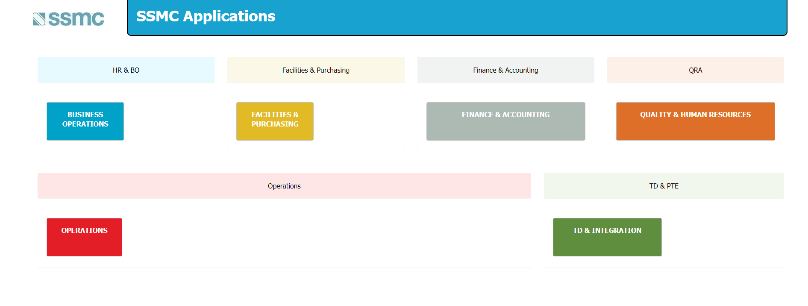 ssmc
SSMC Applications
HR & BO
Facilities & Purchasing
Finance & Accounting
QRA
BUSINESS
OPERATIONS
FACILITIES &
PURCHASING
FINANCE & ACCOUNTING
QUALITY & HUMAN RESOURCES
Operations
TD & PTE
OPERATIONS
TD & INTEGRATION